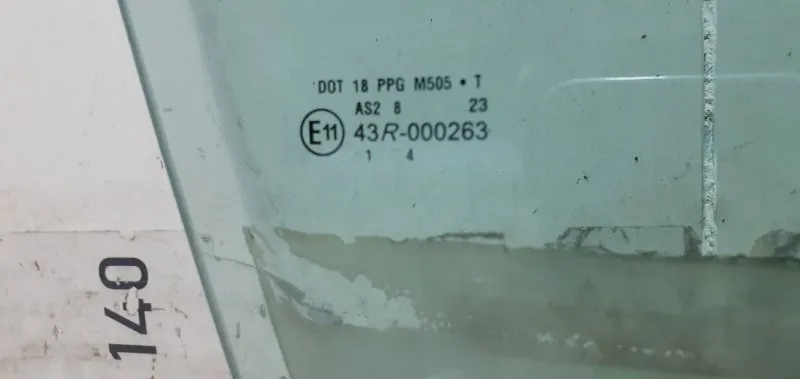 DOT 18 PPG M505 • T
AS2 8 23
E11 43R-000263
1 4
140